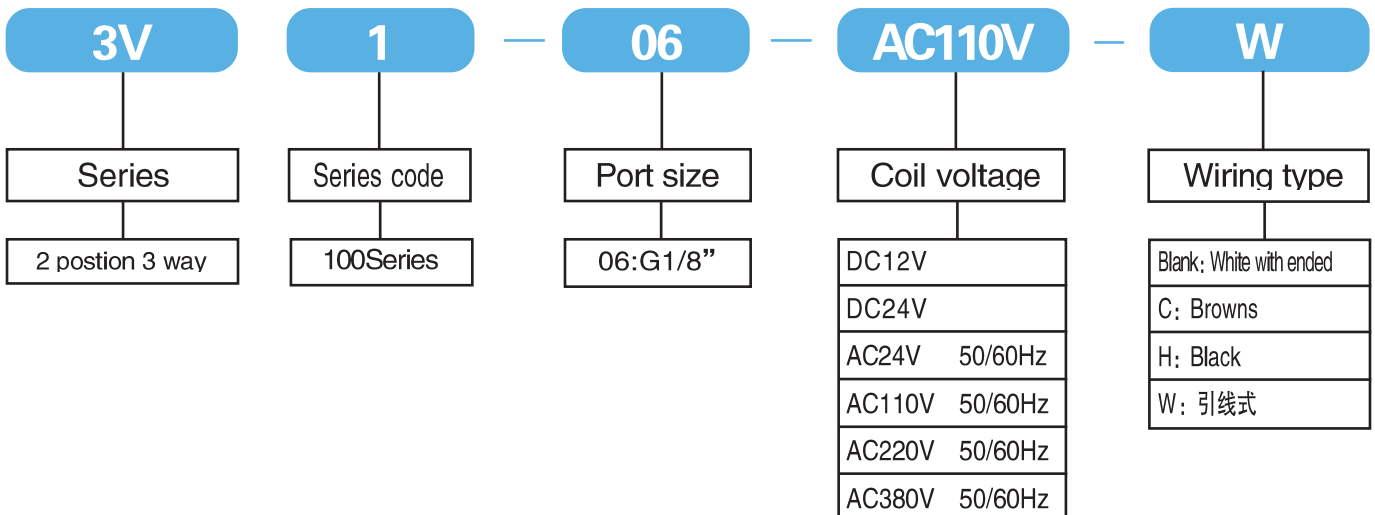 3V 1 — 06 — AC110V — W
Series
Series code
Port size
Coil voltage
Wiring type
2 postion 3 way
100Series
06:G1/8”
DC12V
DC24V
AC24V 50/60Hz
AC110V 50/60Hz
AC220V 50/60Hz
AC380V 50/60Hz
Blank: White with ended
C: Browns
H: Black
W: 引线式